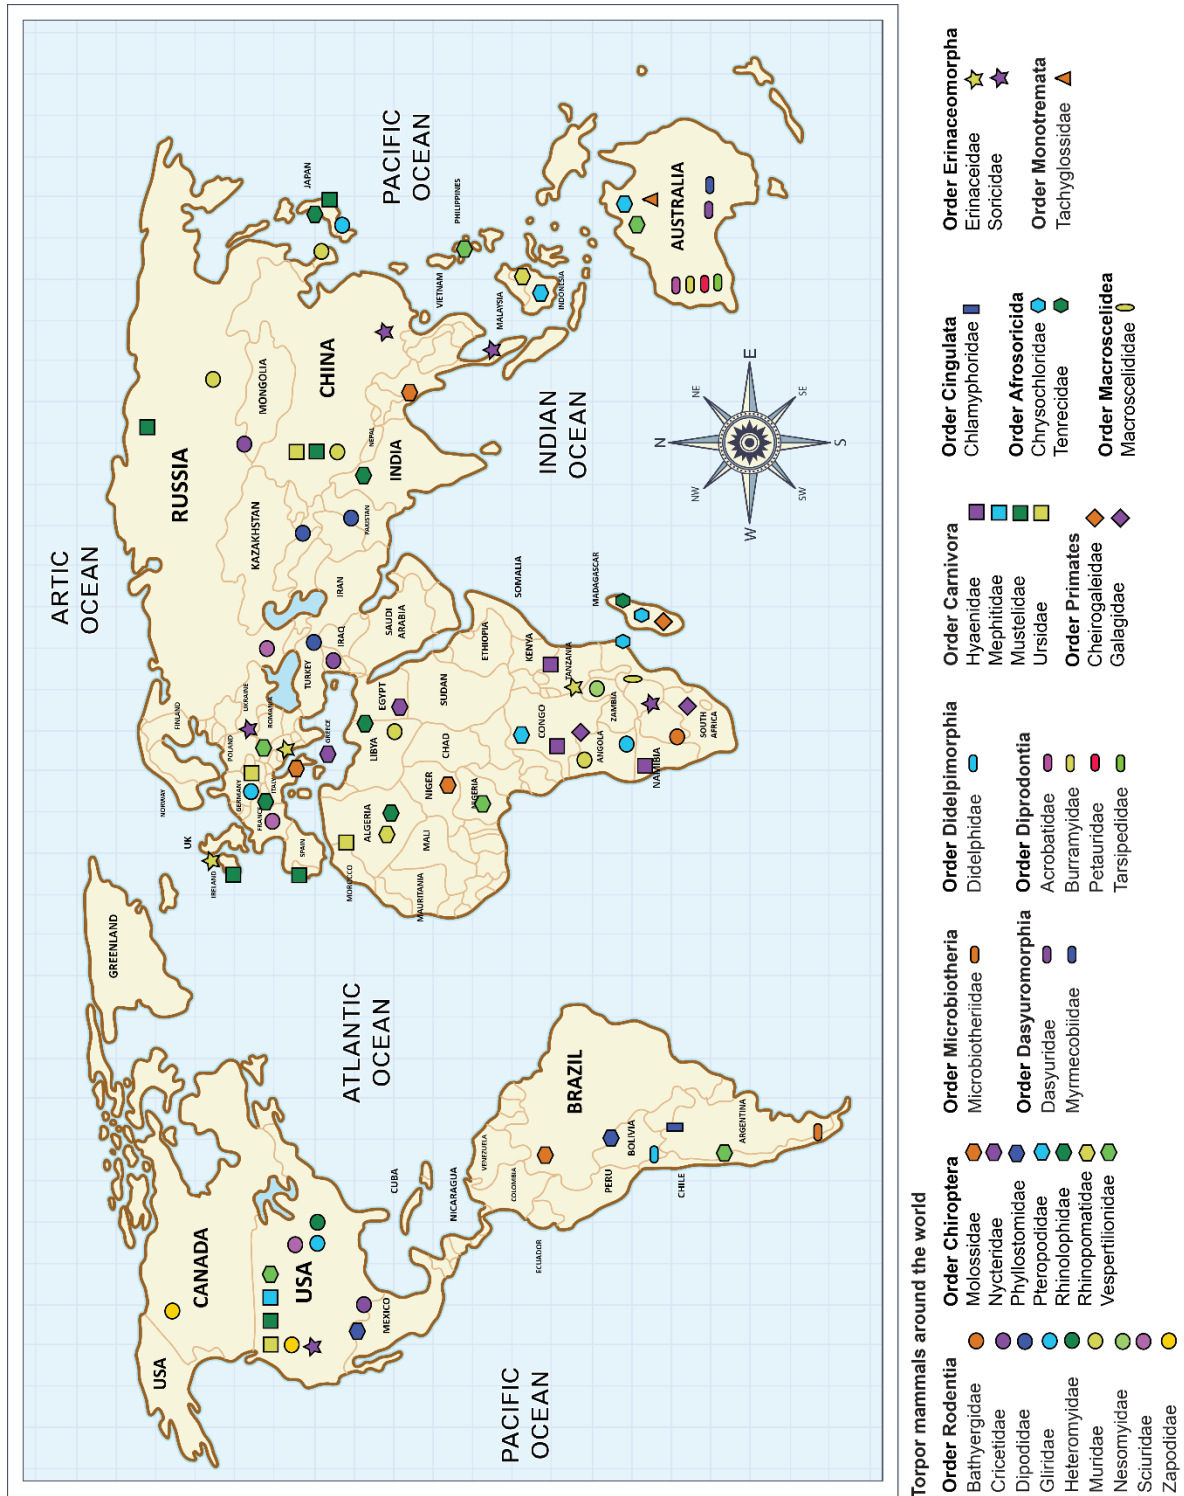 ARTIC
OCEAN
GREENLAND
USA
CANADA
USA
MEXICO
CUBA
NICARAGUA
VENEZUELA
COLOMBIA
ECUADOR
PERU
BRAZIL
BOLIVIA
CHILE
ARGENTINA
PACIFIC
OCEAN
ATLANTIC
OCEAN
NORWAY
FINLAND
RUSSIA
UK
IRELAND
POLAND
GERMANY
UKRAINE
ROMANIA
FRANCE
ITALY
SPAIN
GREECE
TURKEY
KAZAKHSTAN
MONGOLIA
CHINA
JAPAN
IRAQ
IRAN
SAUDI
ARABIA
PAKISTAN
NEPAL
INDIA
VIETNAM
PHILIPPINES
MALAYSIA
INDONESIA
PACIFIC
OCEAN
MOROCCO
ALGERIA
LIBYA
EGYPT
MAURITANIA
MALI
NIGER
CHAD
SUDAN
NIGERIA
ETHIOPIA
SOMALIA
CONGO
KENYA
TANZANIA
ANGOLA
ZAMBIA
NAMIBIA
SOUTH
AFRICA
MADAGASCAR
INDIAN
OCEAN
AUSTRALIA
N
NE
E
SE
S
SW
W
NW
Torpor mammals around the world
Order Rodentia
Bathyergidae
Cricetidae
Dipodidae
Gliridae
Heteromyidae
Muridae
Nesomyidae
Sciuridae
Zapodidae
Order Chiroptera
Molossidae
Nycteridae
Phyllostomidae
Pteropodidae
Rhinolophidae
Rhinopomatidae
Vespertilionidae
Order Microbiotheria
Microbiotheriidae
Order Dasyuromorphia
Dasyuridae
Myrmecobiidae
Order Didelpimorphia
Didelphidae
Order Diprodontia
Acrobatidae
Burramyidae
Petauridae
Tarsipedidae
Order Carnivora
Hyaenidae
Mephitidae
Mustelidae
Ursidae
Order Primates
Cheirogaleidae
Galagidae
Order Cingulata
Chlamyphoridae
Order Afrosoricida
Chrysochloridae
Tenrecidae
Order Macroscelidea
Macroscelididae
Order Erinaceomorpha
Erinaceidae
Soricidae
Order Monotremata
Tachyglossidae